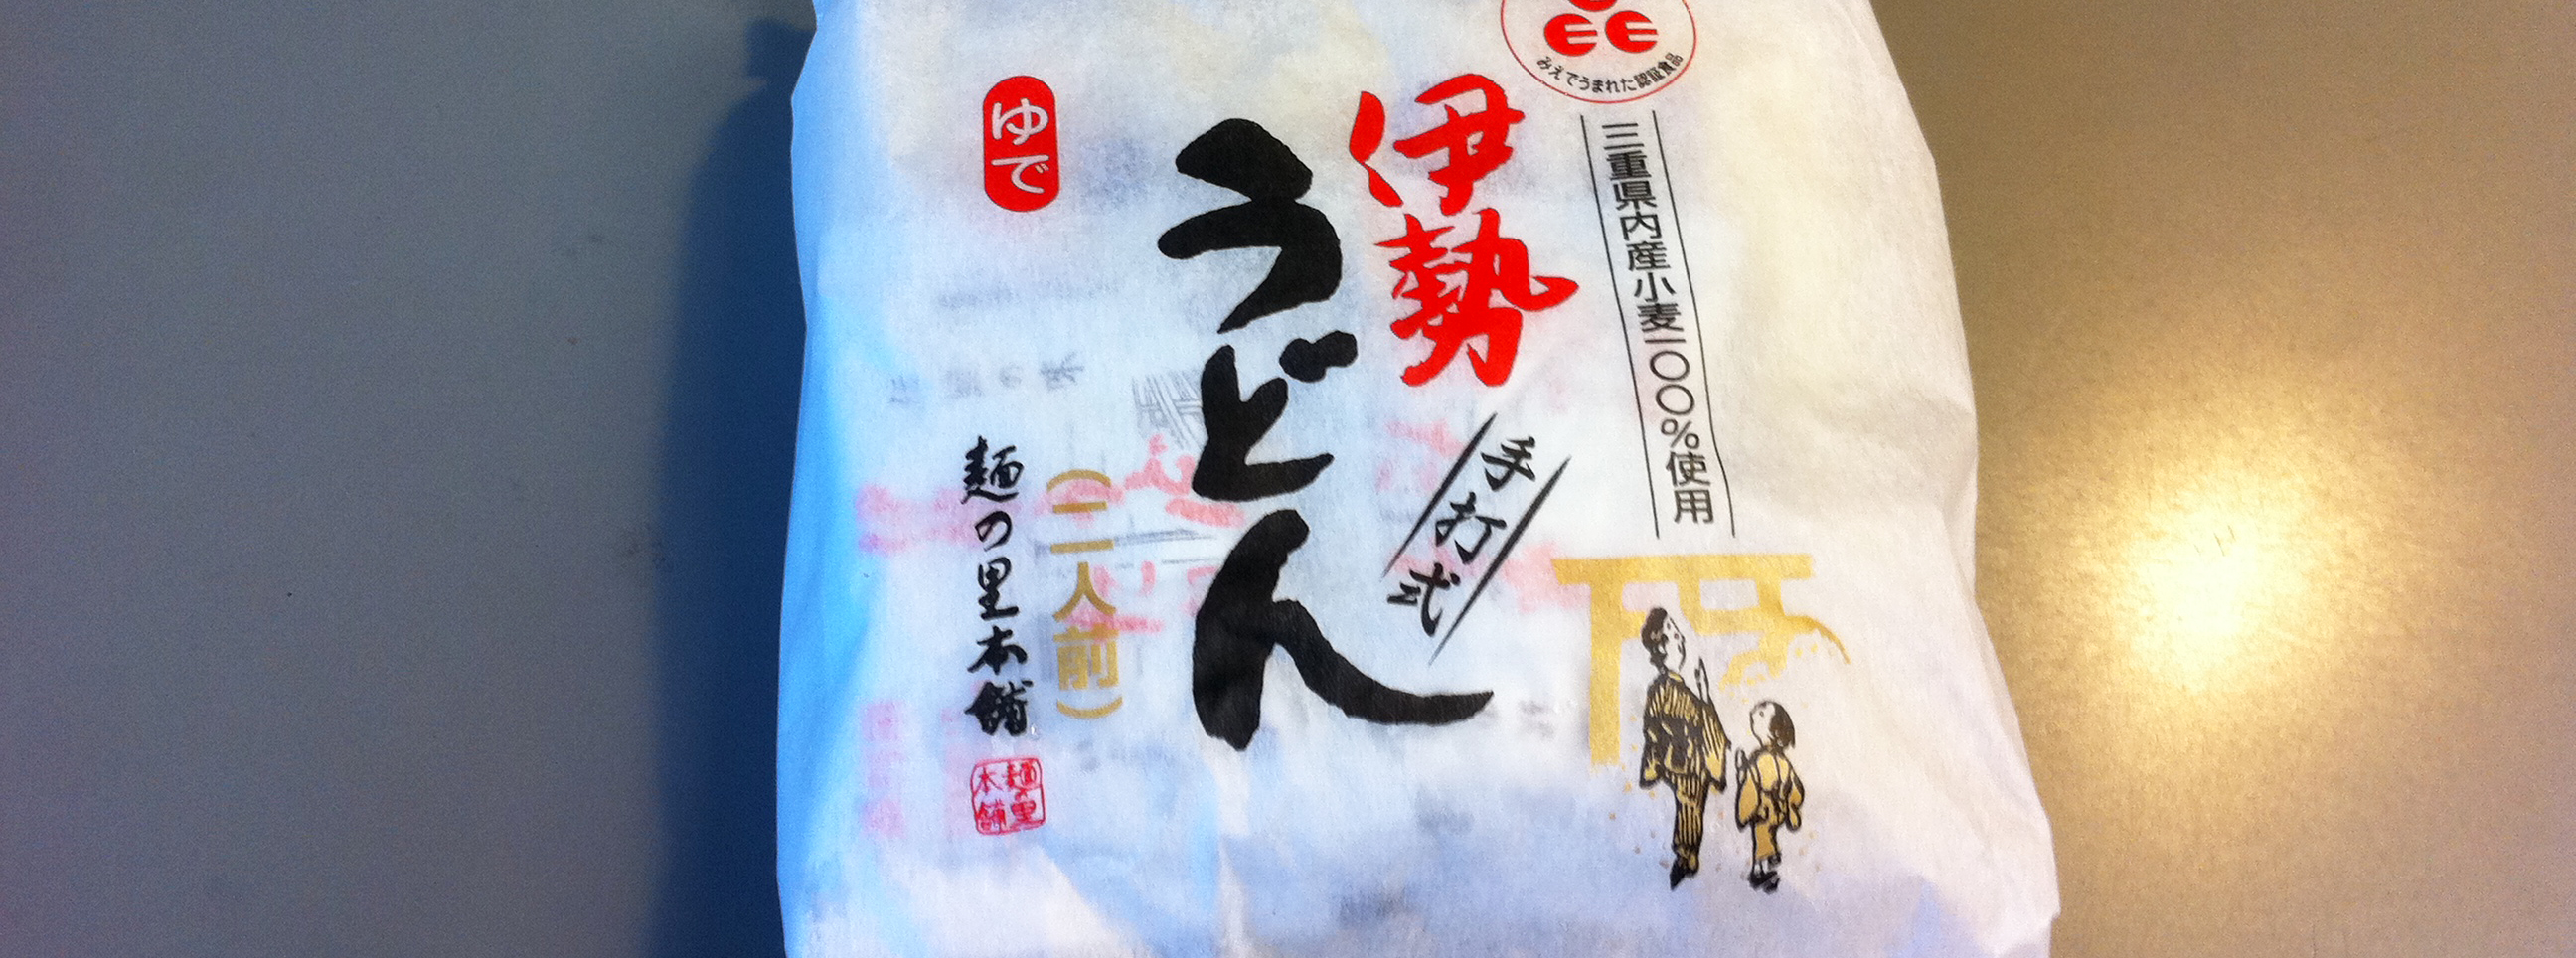 みえでうまれた認証食品
三重県内産小麦一〇〇%使用
伊勢
うどん
手打式
ゆで
(二人前)
麺の里本舗
麺の里
本舗